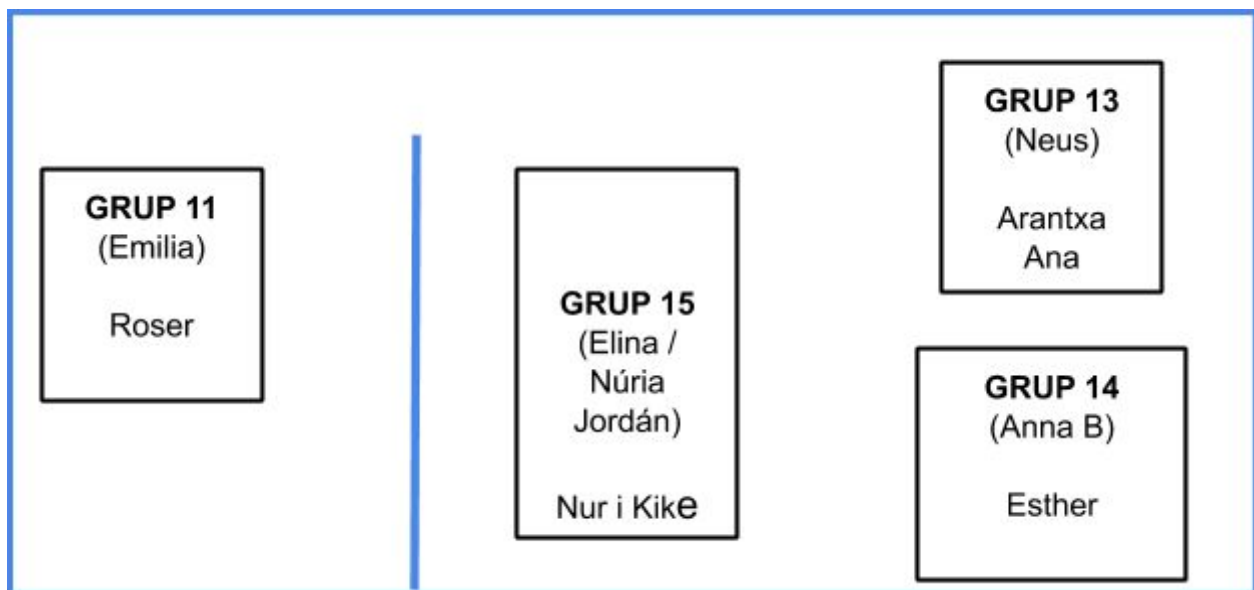 GRUP 11
(Emilia)
Roser
GRUP 15
(Elina /
Núria
Jordán)
Nur i Kike
GRUP 13
(Neus)
Arantxa
Ana
GRUP 14
(Anna B)
Esther